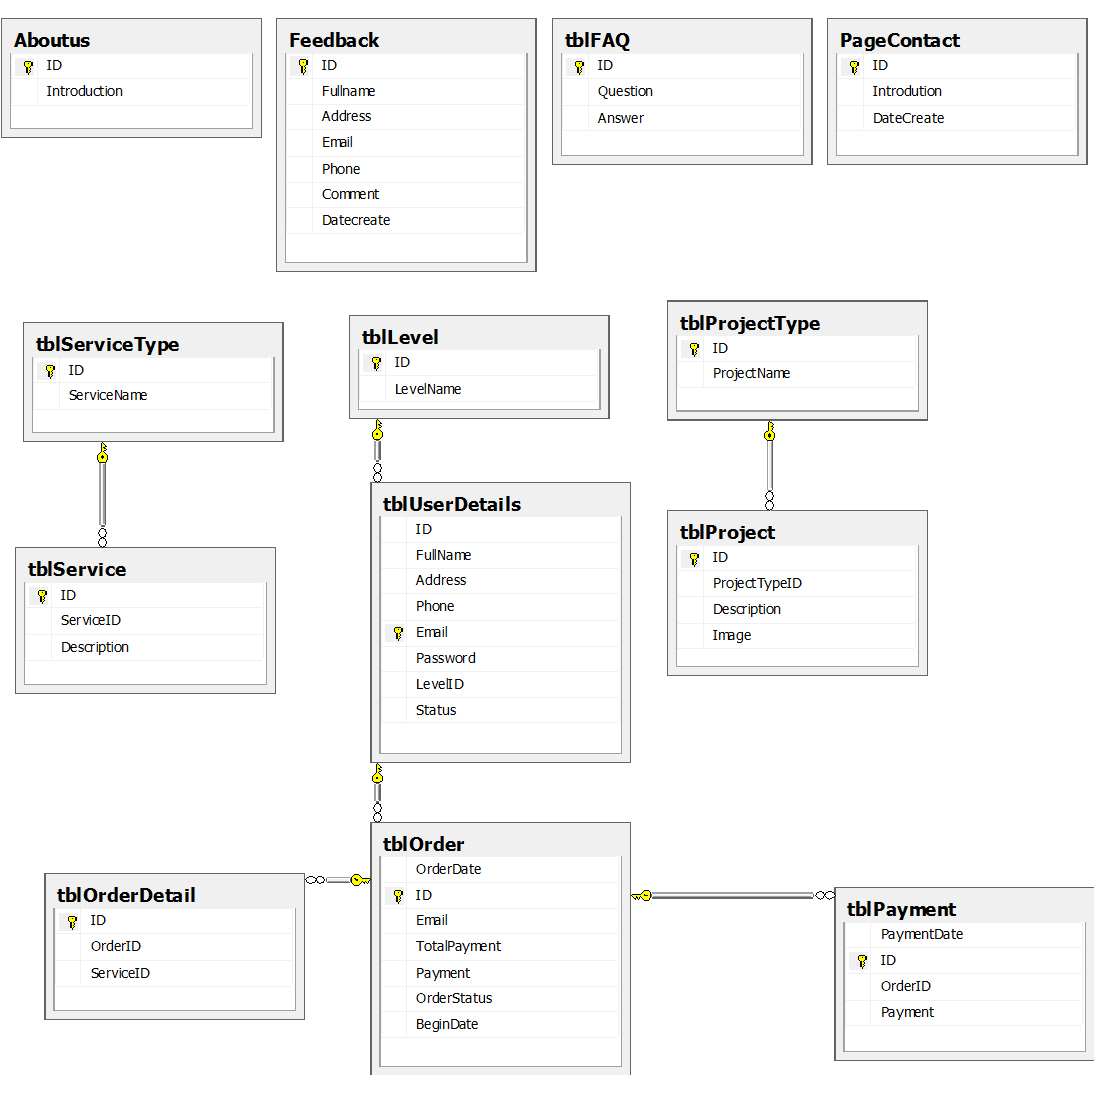 Aboutus
ID
Introduction
Feedback
ID
Fullname
Address
Email
Phone
Comment
Datecreate
tblFAQ
ID
Question
Answer
PageContact
ID
Introdution
DateCreate
tblServiceType
ID
ServiceName
tblLevel
ID
LevelName
tblProjectType
ID
ProjectName
tblService
ID
ServiceID
Description
tblUserDetails
ID
FullName
Address
Phone
Email
Password
LevelID
Status
tblProject
ID
ProjectTypeID
Description
Image
tblOrderDetail
ID
OrderID
ServiceID
tblOrder
OrderDate
ID
Email
TotalPayment
Payment
OrderStatus
BeginDate
tblPayment
PaymentDate
ID
OrderID
Payment